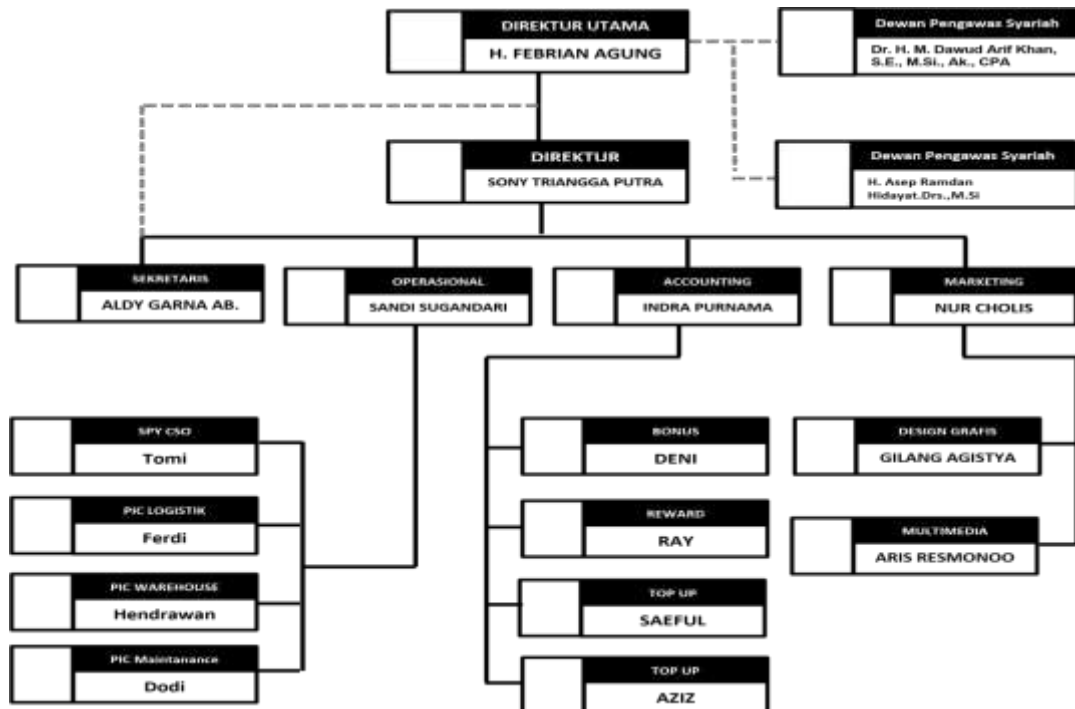 DIREKTUR UTAMA
H. FEBRIAN AGUNG
Dewan Pengawas Syariah
Dr. H. M. Dawud Arif Khan,
S.E., M.Si., Ak., CPA
DIREKTUR
SONY TRIANGGA PUTRA
Dewan Pengawas Syariah
H. Asep Ramdan
Hidayat.Drs.,M.Si
SEKRETARIS
ALDY GARNA AB.
OPERASIONAL
SANDI SUGANDARI
ACCOUNTING
INDRA PURNAMA
MARKETING
NUR CHOLIS
SPV CSO
Tomi
PIC LOGISTIK
Ferdi
PIC WAREHOUSE
Hendrawan
PIC Maintanance
Dodi
BONUS
DENI
REWARD
RAY
TOP UP
SAEFUL
TOP UP
AZIZ
DESIGN GRAFIS
GILANG AGISTYA
MULTIMEDIA
ARIS RESMONOO